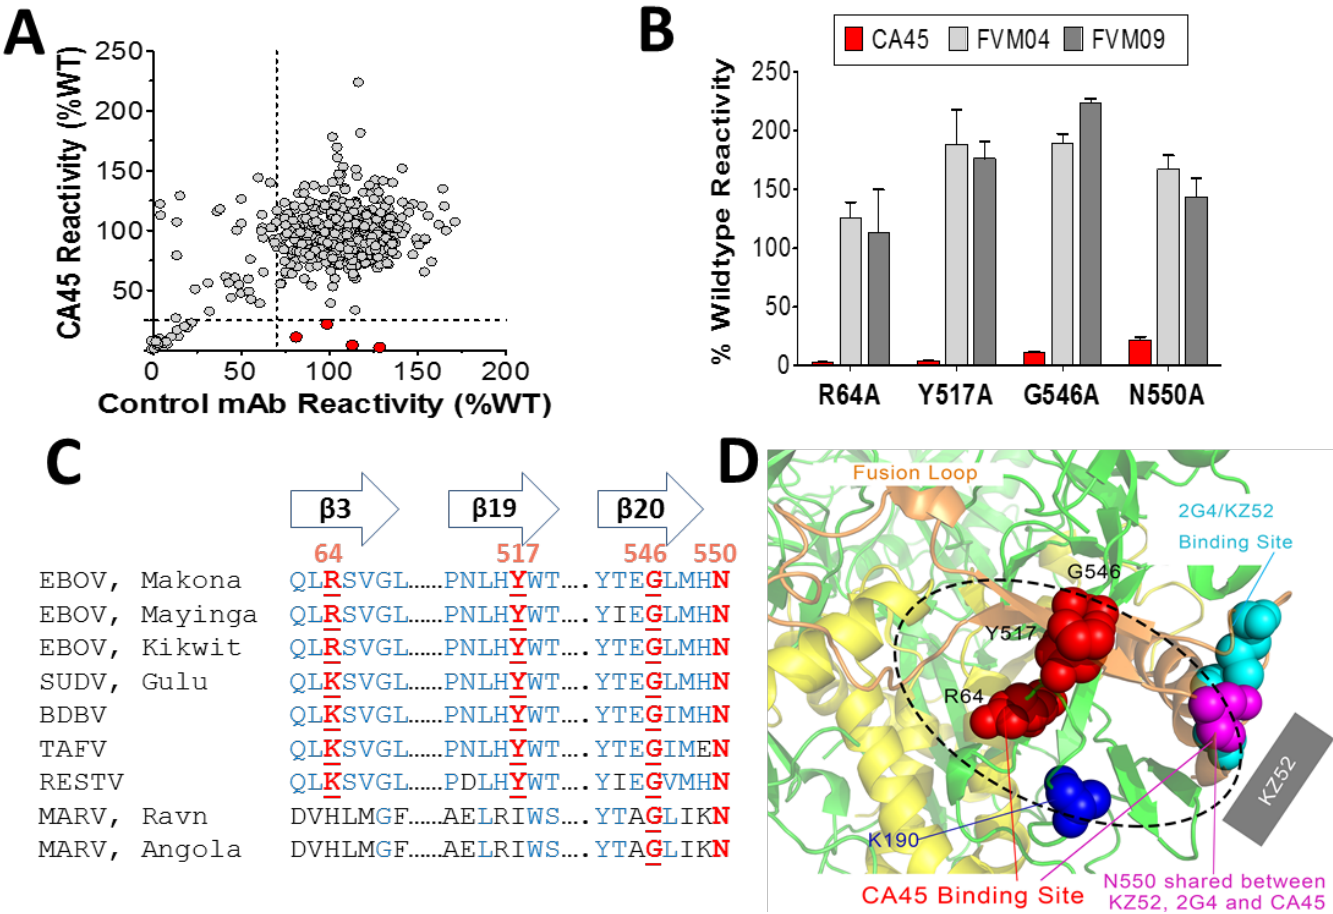 A
CA45 Reactivity (%WT)
250
200
150
100
50
0
50
100
150
200
Control mAb Reactivity (%WT)
B
CA45 FVM04 FVM09
% Wildtype Reactivity
250
200
150
100
50
0
R64A Y517A G546A N550A
C
β3 β19 β20
64 517 546 550
EBOV, Makona QLRSVGL......PNLHYWT....YTEGLMHN
EBOV, Mayinga QLRSVGL......PNLHYWT....YIEGLMHN
EBOV, Kikwit QLRSVGL......PNLHYWT....YTEGLMHN
SUDV, Gulu QLKSVGL......PNLHYWT....YTEGLMHN
BDBV QLKSVGL......PNLHYWT....YTEGIMHN
TAFV QLKSVGL......PNLHYWT....YTEGIMEN
RESTV QLKSVGL......PDLHYWT....YIEGVMHN
MARV, Ravn DVHLMGF......AELRIWS....YTAGLIKN
MARV, Angola DVHLMGF......AELRIWS....YTAGLIKN
D
Fusion Loop
2G4/KZ52
Binding Site
G546
Y517
R64
KZ52
K190
CA45 Binding Site
N550 shared between
KZ52, 2G4 and CA45